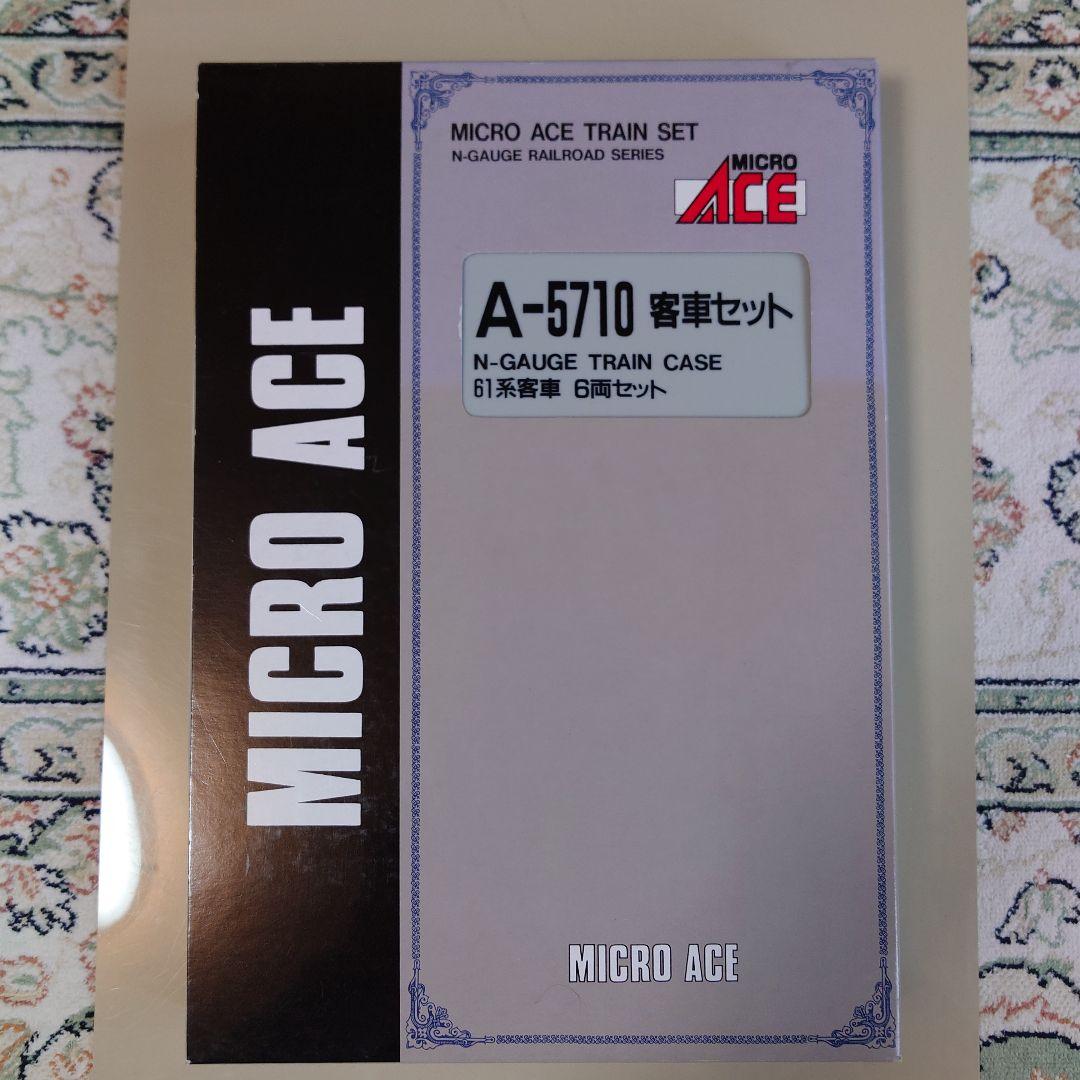 MICRO ACE
MICRO ACE TRAIN SET
N-GAUGE RAILROAD SERIES
MICRO
ACE
A-5710 客車セット
N-GAUGE TRAIN CASE
61系客車 6両セット
MICRO ACE